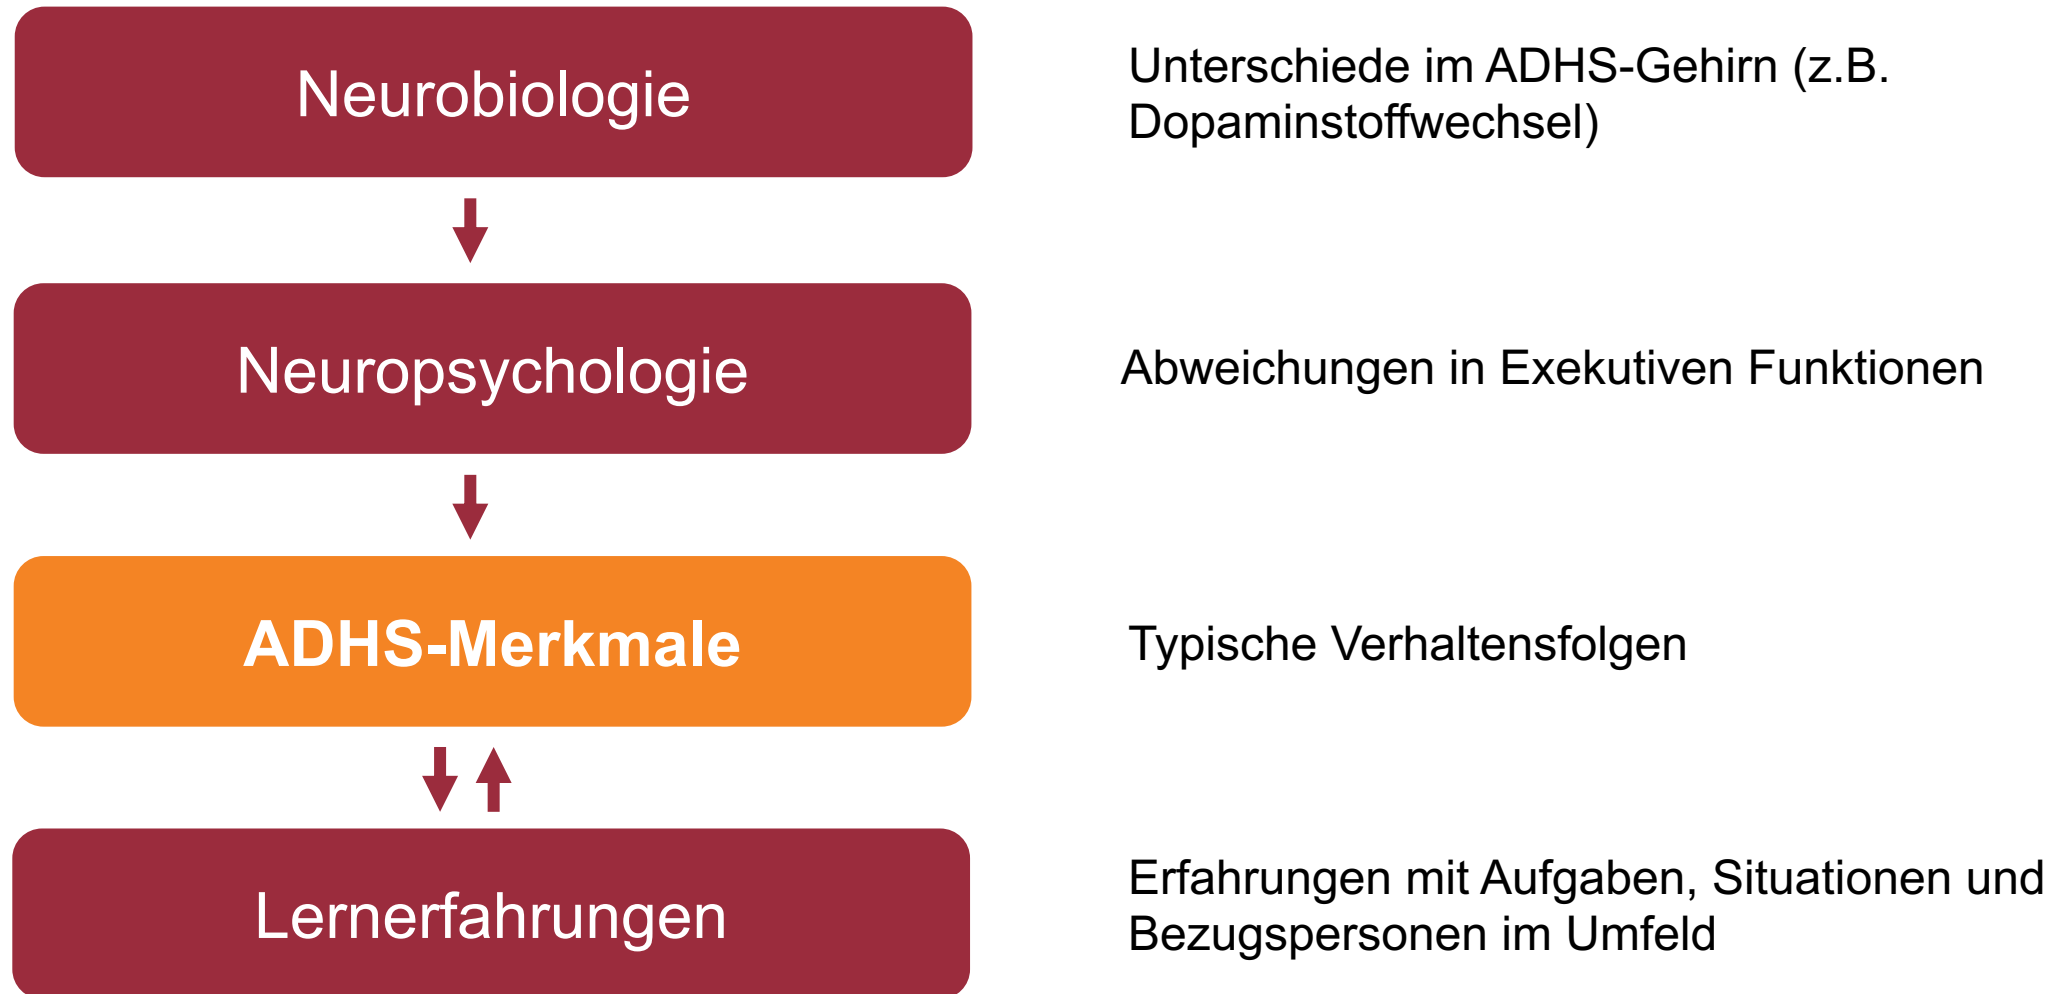 Neurobiologie
Unterschiede im ADHS-Gehirn (z.B.
Dopaminstoffwechsel)
Neuropsychologie
Abweichungen in Exekutiven Funktionen
ADHS-Merkmale
Typische Verhaltensfolgen
Lernerfahrungen
Erfahrungen mit Aufgaben, Situationen und
Bezugspersonen im Umfeld